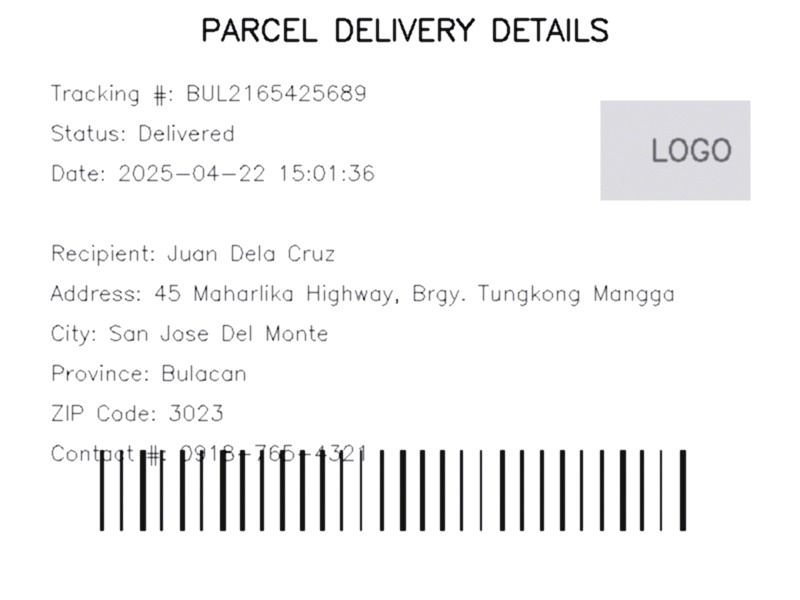 PARCEL DELIVERY DETAILS
Tracking #: BUL2165425689
Status: Delivered
Date: 2025-04-22 15:01:36
LOGO
Recipient: Juan Dela Cruz
Address: 45 Maharlika Highway, Brgy. Tungkong Mangga
City: San Jose Del Monte
Province: Bulacan
ZIP Code: 3023
Contact #: 0918-765-4321